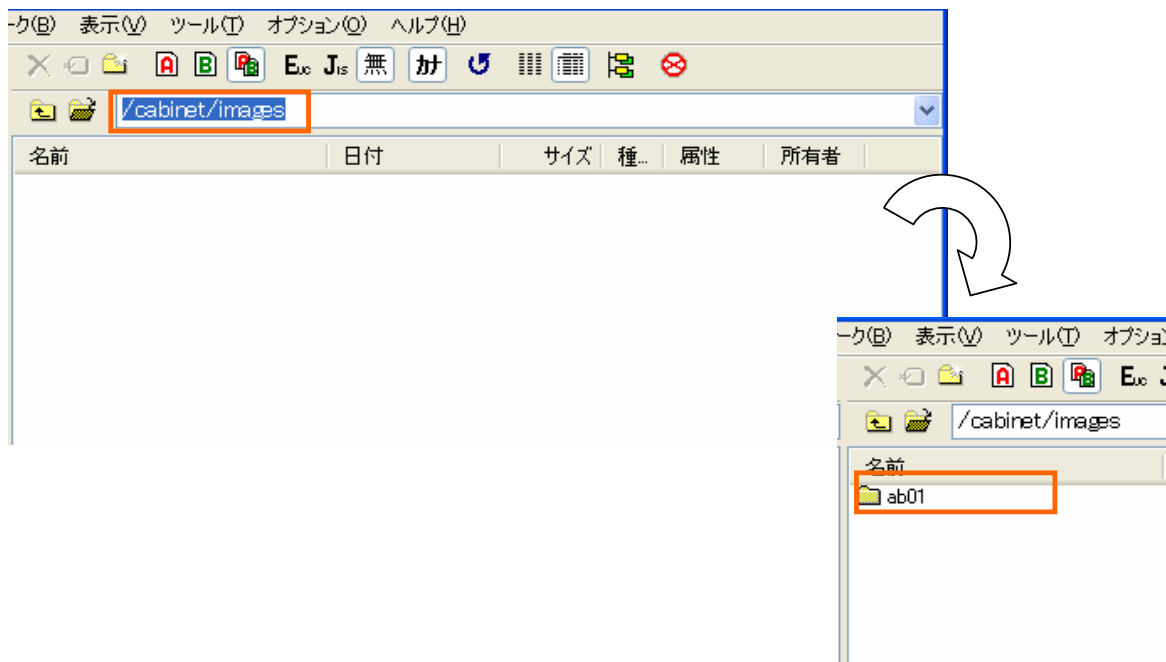 ーク(B) 表示(V) ツール(T) オプション(O) ヘルプ(H)
A B B Euc Jis 無 カナ
/cabinet/images
名前 日付 サイズ 種... 属性 所有者
ーク(B) 表示(V) ツール(T) オプション
A B B Euc J
/cabinet/images
名前
ab01